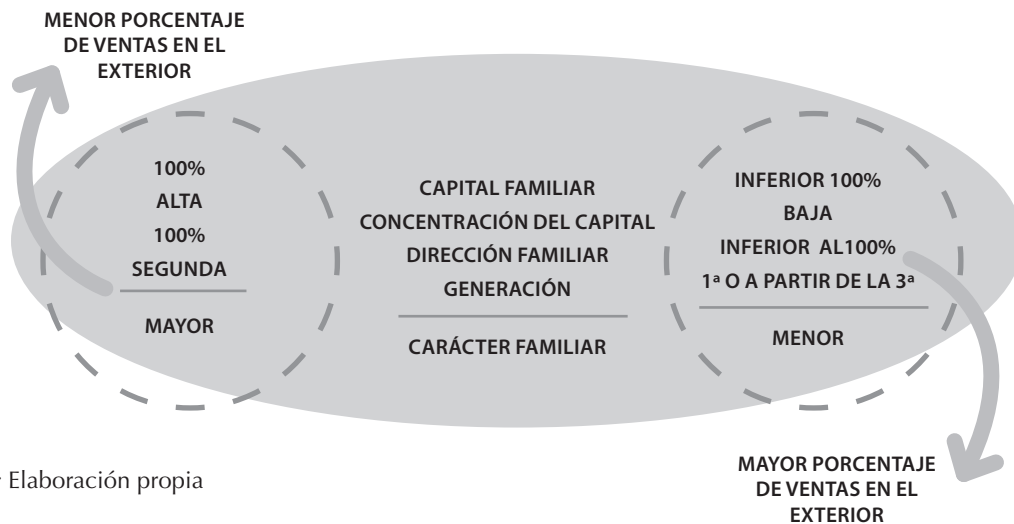 MENOR PORCENTAJE
DE VENTAS EN EL
EXTERIOR
100%
ALTA
100%
SEGUNDA
MAYOR
CAPITAL FAMILIAR
CONCENTRACIÓN DEL CAPITAL
DIRECCIÓN FAMILIAR
GENERACIÓN
CARÁCTER FAMILIAR
INFERIOR 100%
BAJA
INFERIOR AL100%
1ª O A PARTIR DE LA 3ª
MENOR
MAYOR PORCENTAJE
DE VENTAS EN EL
EXTERIOR
Elaboración propia